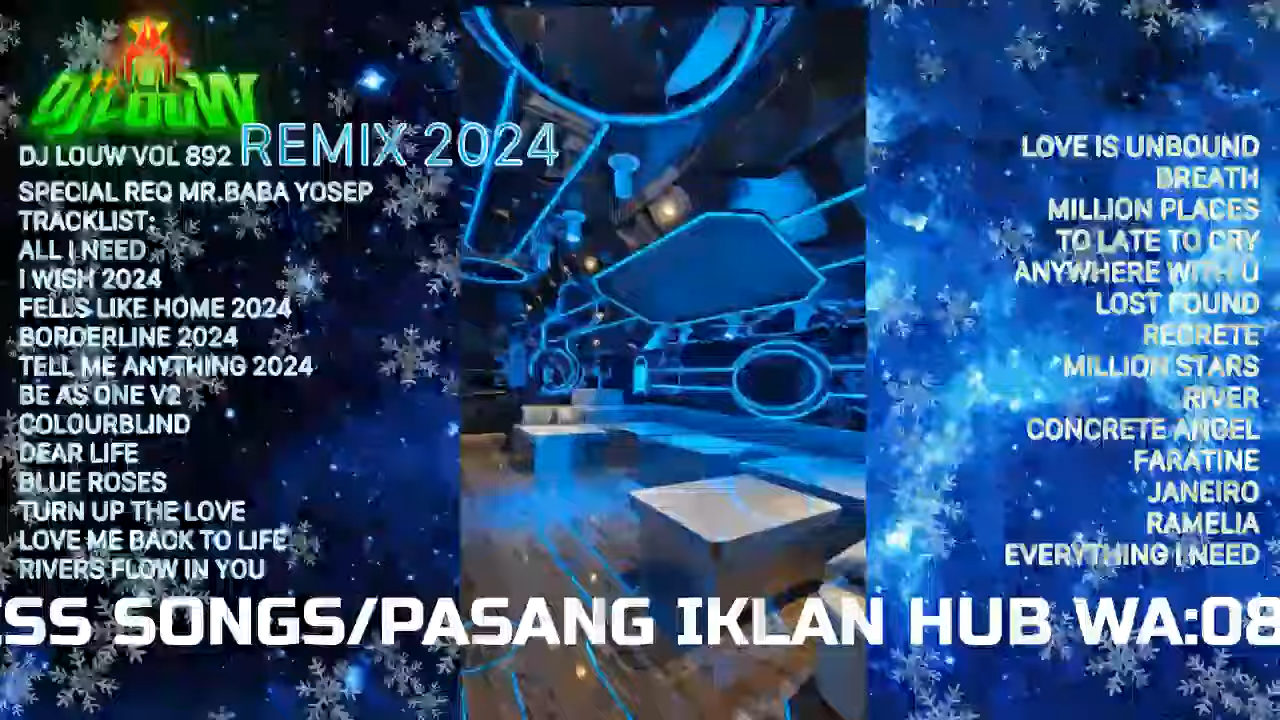 DJ LOUW
REMIX 2024
DJ LOUW VOL 892
SPECIAL REQ MR.BABA YOSEP
TRACKLIST:
ALL I NEED
I WISH 2024
FELLS LIKE HOME 2024
BORDERLINE 2024
TELL ME ANYTHING 2024
BE AS ONE V2
COLOURBLIND
DEAR LIFE
BLUE ROSES
TURN UP THE LOVE
LOVE ME BACK TO LIFE
RIVERS FLOW IN YOU
LOVE IS UNBOUND
BREATH
MILLION PLACES
TO LATE TO CRY
ANYWHERE WITH U
LOST FOUND
REGRETE
MILLION STARS
RIVER
CONCRETE ANGEL
FARATINE
JANEIRO
RAMELIA
EVERYTHING I NEED
ESS SONGS/PASANG IKLAN HUB WA:08